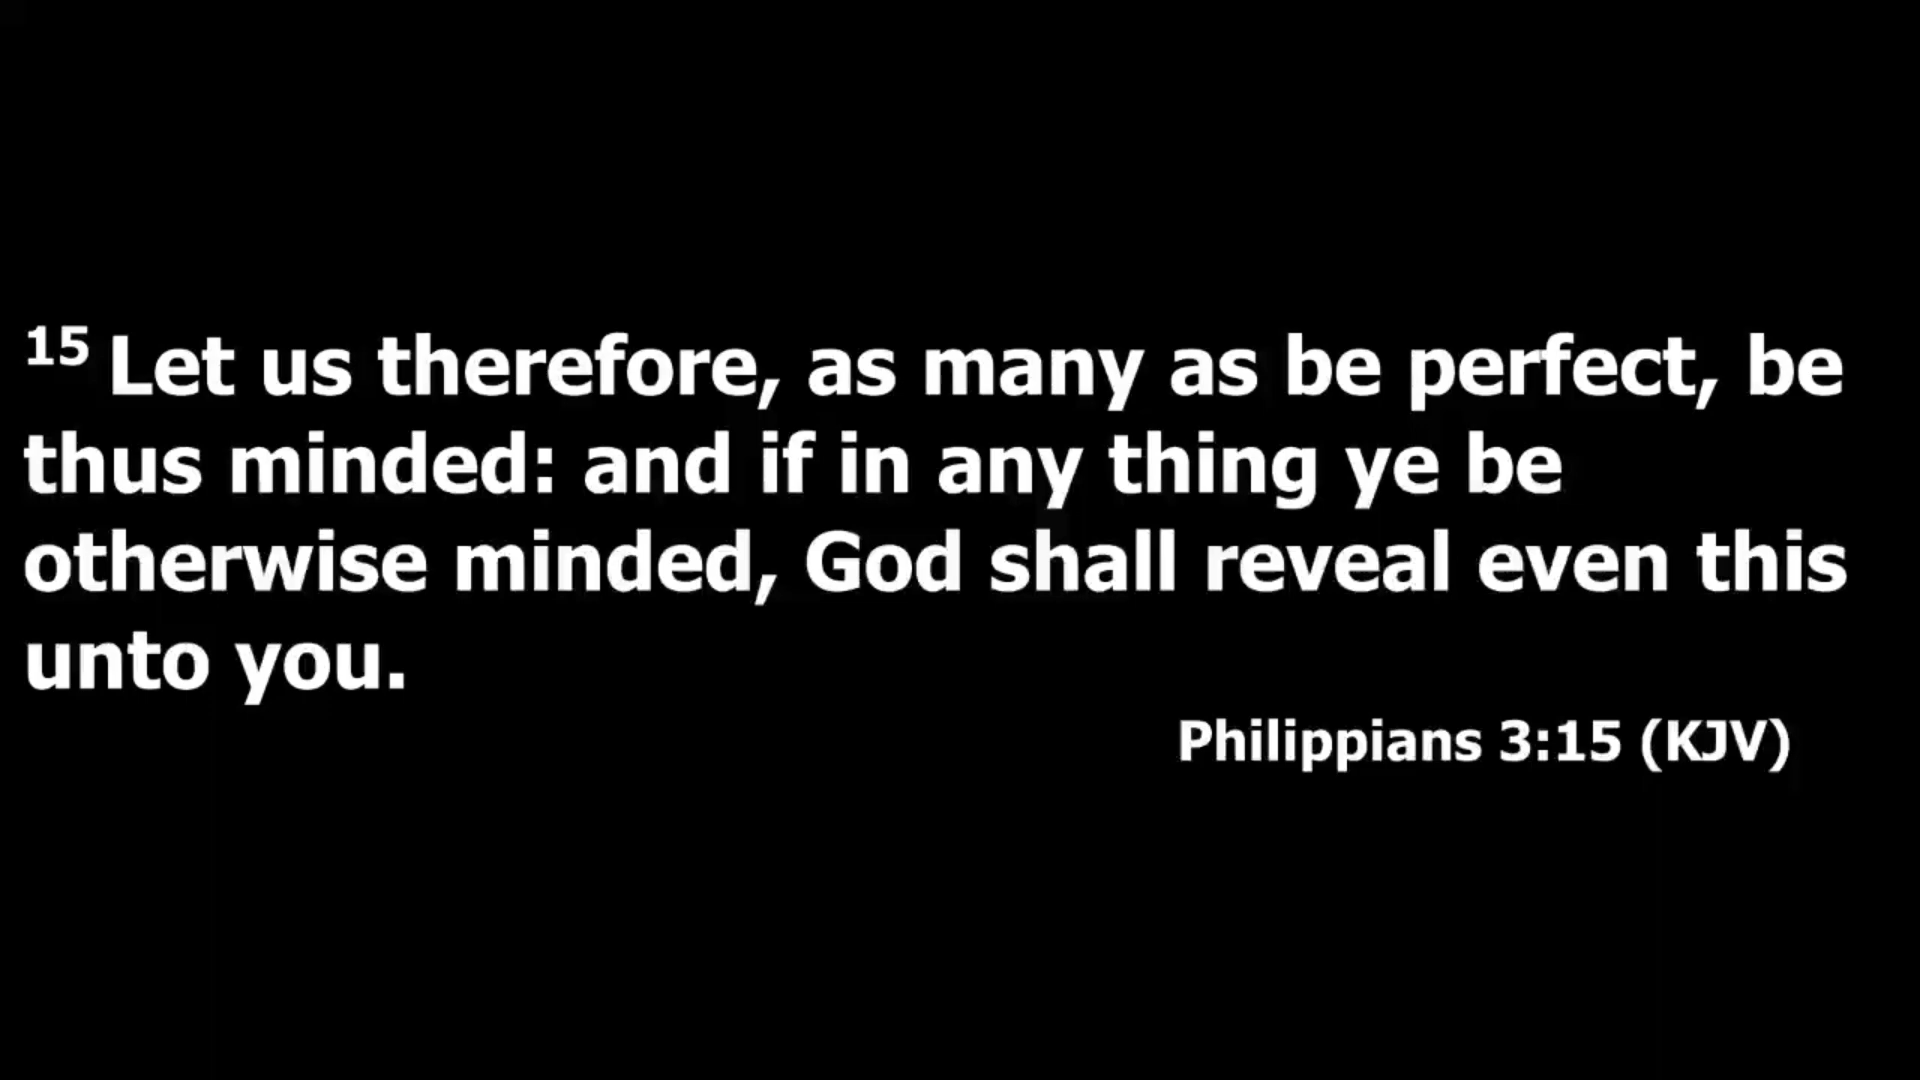 15 Let us therefore, as many as be perfect, be
thus minded: and if in any thing ye be
otherwise minded, God shall reveal even this
unto you.
Philippians 3:15 (KJV)